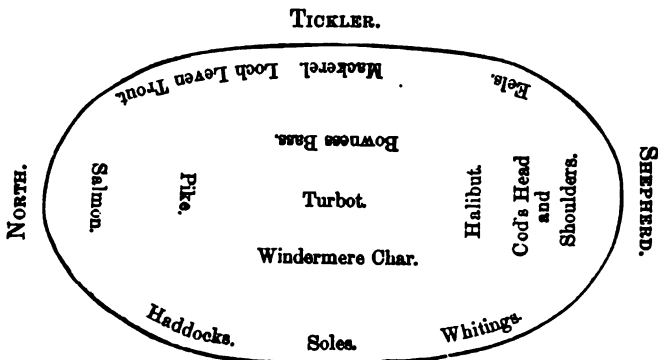 TICKLER.
Loch Leven Trout.
Mackerel.
Eels.
Bowness Bass.
NORTH.
Salmon.
Pike.
Turbot.
Halibut.
Cod's Head
and
Shoulders.
SHEPHERD.
Windermere Char.
Haddocks.
Soles.
Whitings.